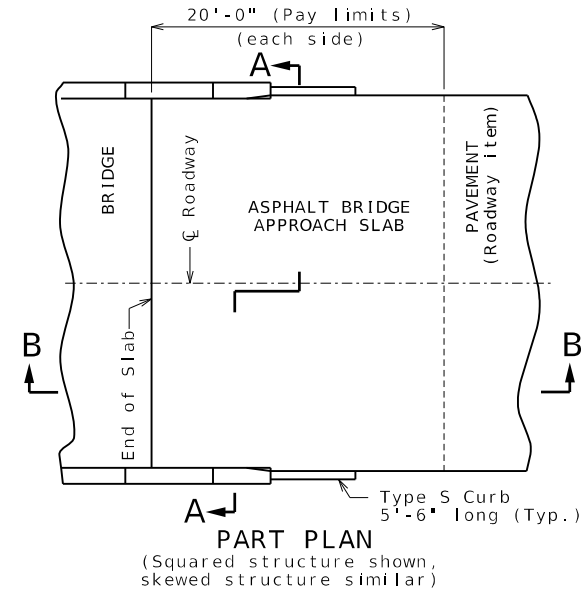 20'-0" (Pay limits)
(each side)
A
BRIDGE
℄ Roadway
ASPHALT BRIDGE
APPROACH SLAB
PAVEMENT
(Roadway item)
B
B
End of Slab
A
Type S Curb
5'-6" long (Typ.)
PART PLAN
(Squared structure shown,
skewed structure similar)